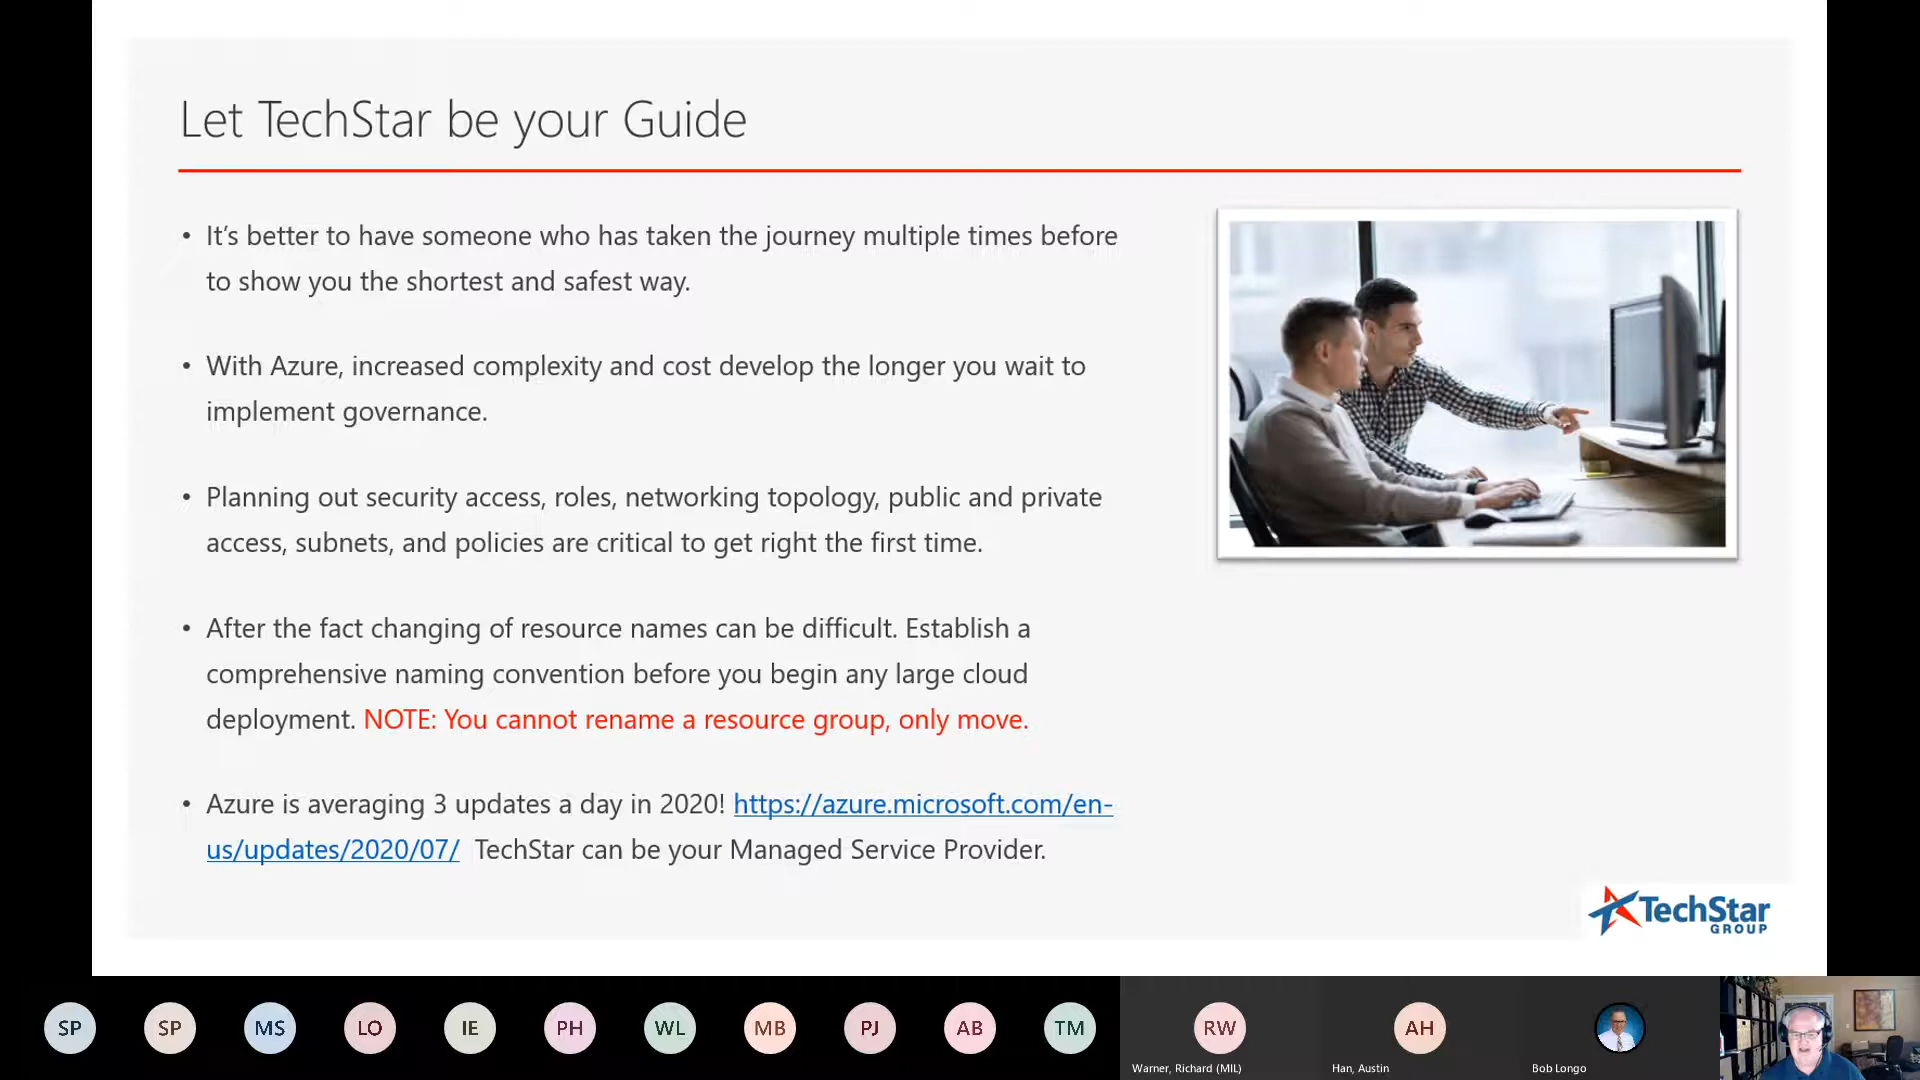 Let TechStar be your Guide
• It's better to have someone who has taken the journey multiple times before
to show you the shortest and safest way.
• With Azure, increased complexity and cost develop the longer you wait to
implement governance.
• Planning out security access, roles, networking topology, public and private
access, subnets, and policies are critical to get right the first time.
• After the fact changing of resource names can be difficult. Establish a
comprehensive naming convention before you begin any large cloud
deployment. NOTE: You cannot rename a resource group, only move.
• Azure is averaging 3 updates a day in 2020! https://azure.microsoft.com/en-
us/updates/2020/07/ TechStar can be your Managed Service Provider.
TechStar
GROUP
SP SP MS LO IE PH WL MB PJ AB TM RW AH
Warner, Richard (MIL) Han, Austin Bob Longo